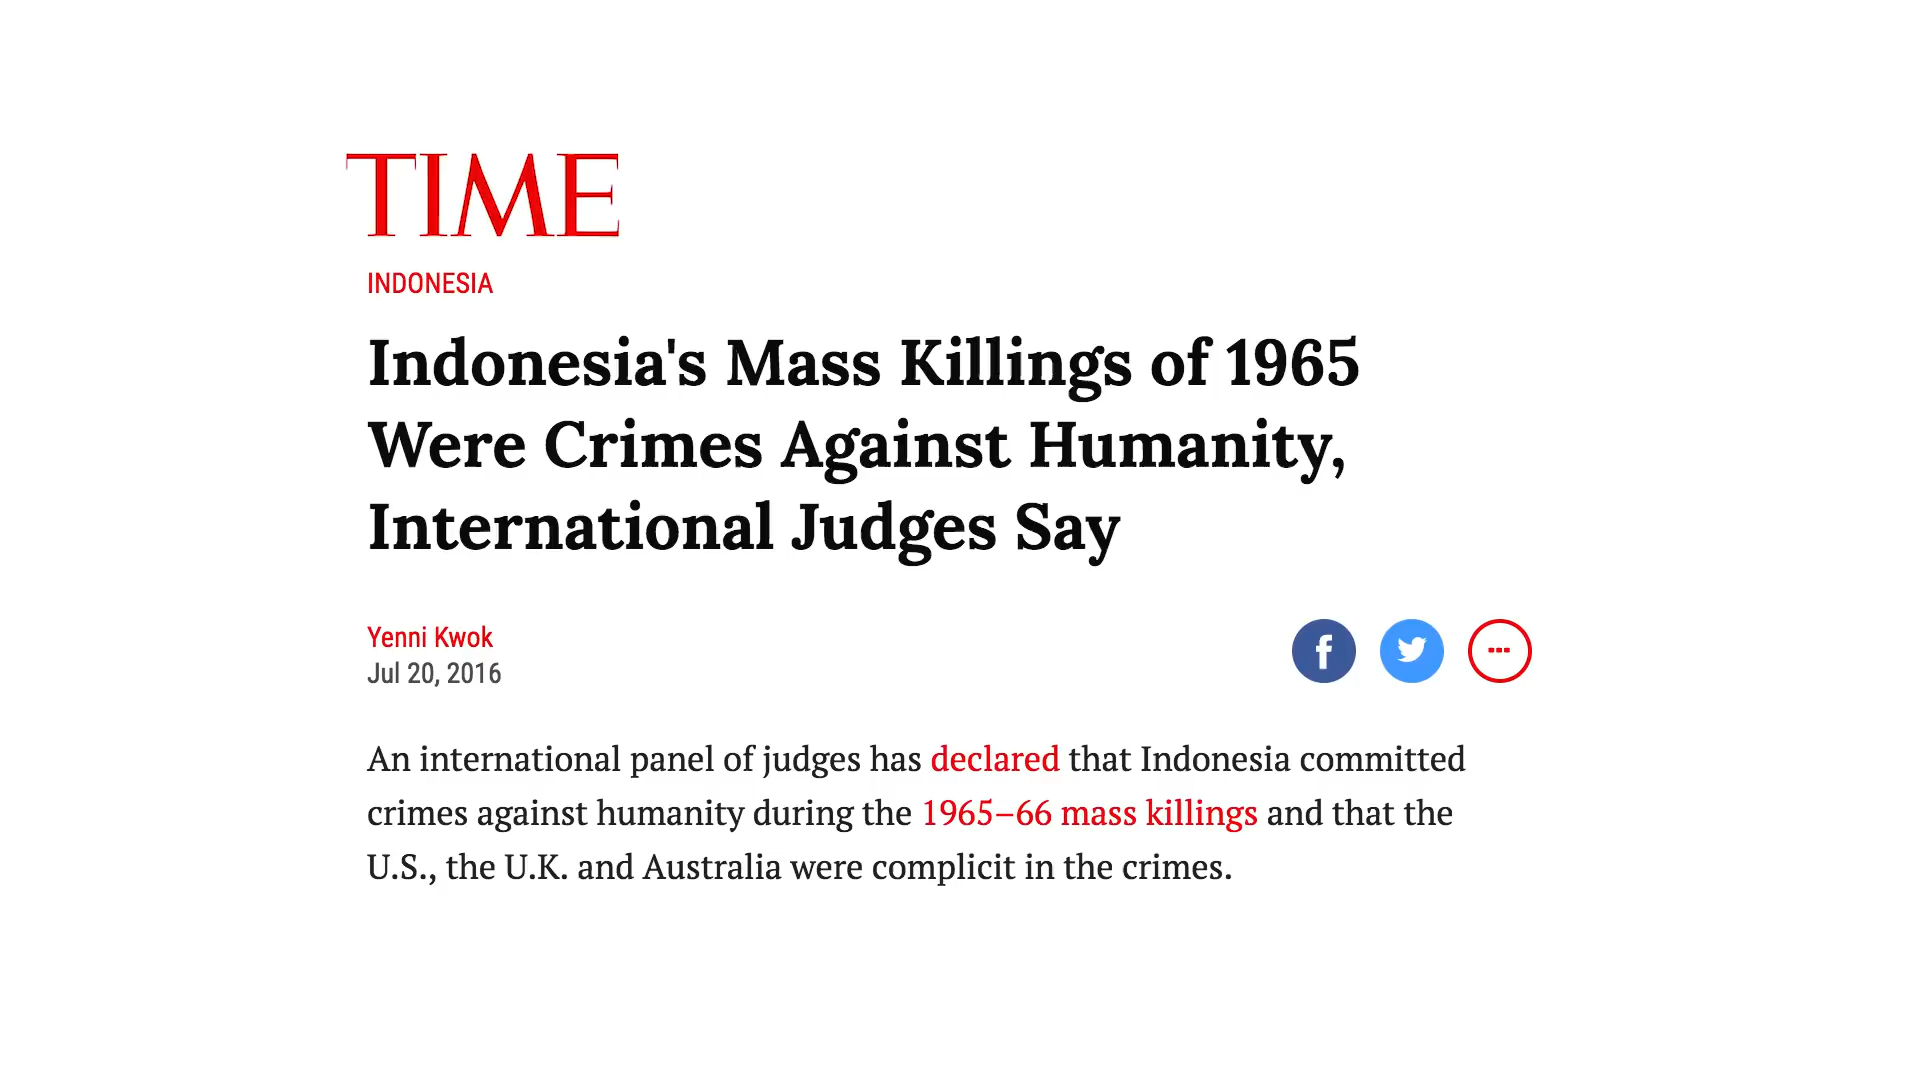 TIME
INDONESIA
Indonesia's Mass Killings of 1965
Were Crimes Against Humanity,
International Judges Say
Yenni Kwok
Jul 20, 2016
An international panel of judges has declared that Indonesia committed
crimes against humanity during the 1965–66 mass killings and that the
U.S., the U.K. and Australia were complicit in the crimes.